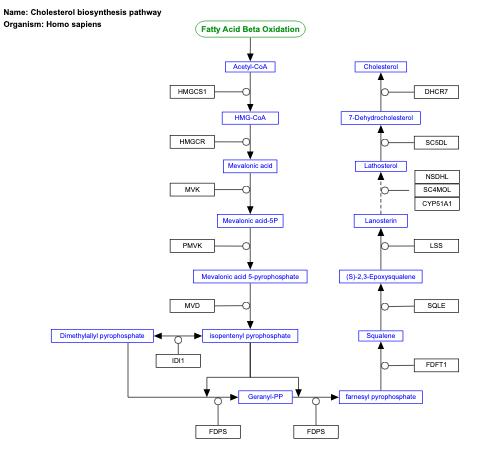 Name: Cholesterol biosynthesis pathway
Organism: Homo sapiens
Fatty Acid Beta Oxidation
Acetyl-CoA
Cholesterol
HMGCS1
DHCR7
HMG-CoA
7-Dehydrocholesterol
HMGCR
SC5DL
Mevalonic acid
Lathosterol
NSDHL
MVK
SC4MOL
CYP51A1
Mevalonic acid-5P
Lanosterin
PMVK
LSS
Mevalonic acid 5-pyrophosphate
(S)-2,3-Epoxysqualene
MVD
SQLE
Dimethylallyl pyrophosphate
isopentenyl pyrophosphate
Squalene
IDI1
FDFT1
Geranyl-PP
farnesyl pyrophosphate
FDPS
FDPS